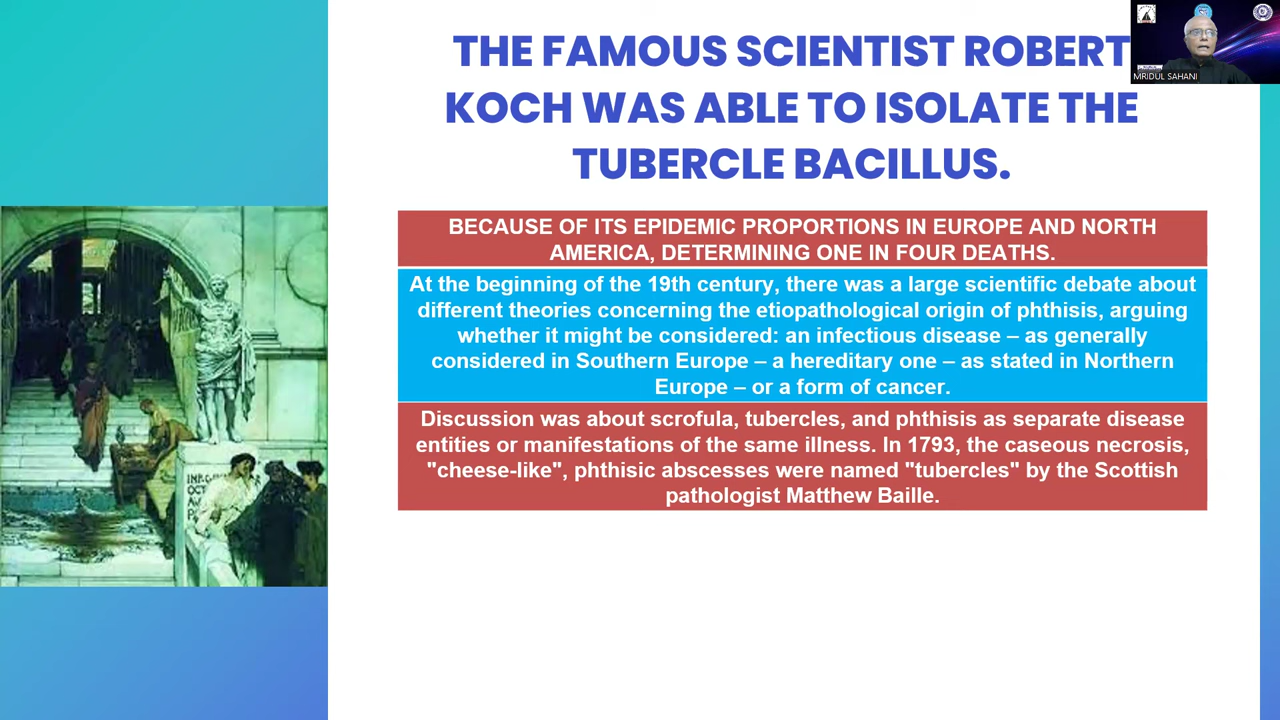 THE FAMOUS SCIENTIST ROBERT
KOCH WAS ABLE TO ISOLATE THE
TUBERCLE BACILLUS.
MRIDUL SAHANI
BECAUSE OF ITS EPIDEMIC PROPORTIONS IN EUROPE AND NORTH
AMERICA, DETERMINING ONE IN FOUR DEATHS.
At the beginning of the 19th century, there was a large scientific debate about
different theories concerning the etiopathological origin of phthisis, arguing
whether it might be considered: an infectious disease – as generally
considered in Southern Europe – a hereditary one – as stated in Northern
Europe – or a form of cancer.
Discussion was about scrofula, tubercles, and phthisis as separate disease
entities or manifestations of the same illness. In 1793, the caseous necrosis,
"cheese-like", phthisic abscesses were named "tubercles" by the Scottish
pathologist Matthew Baille.